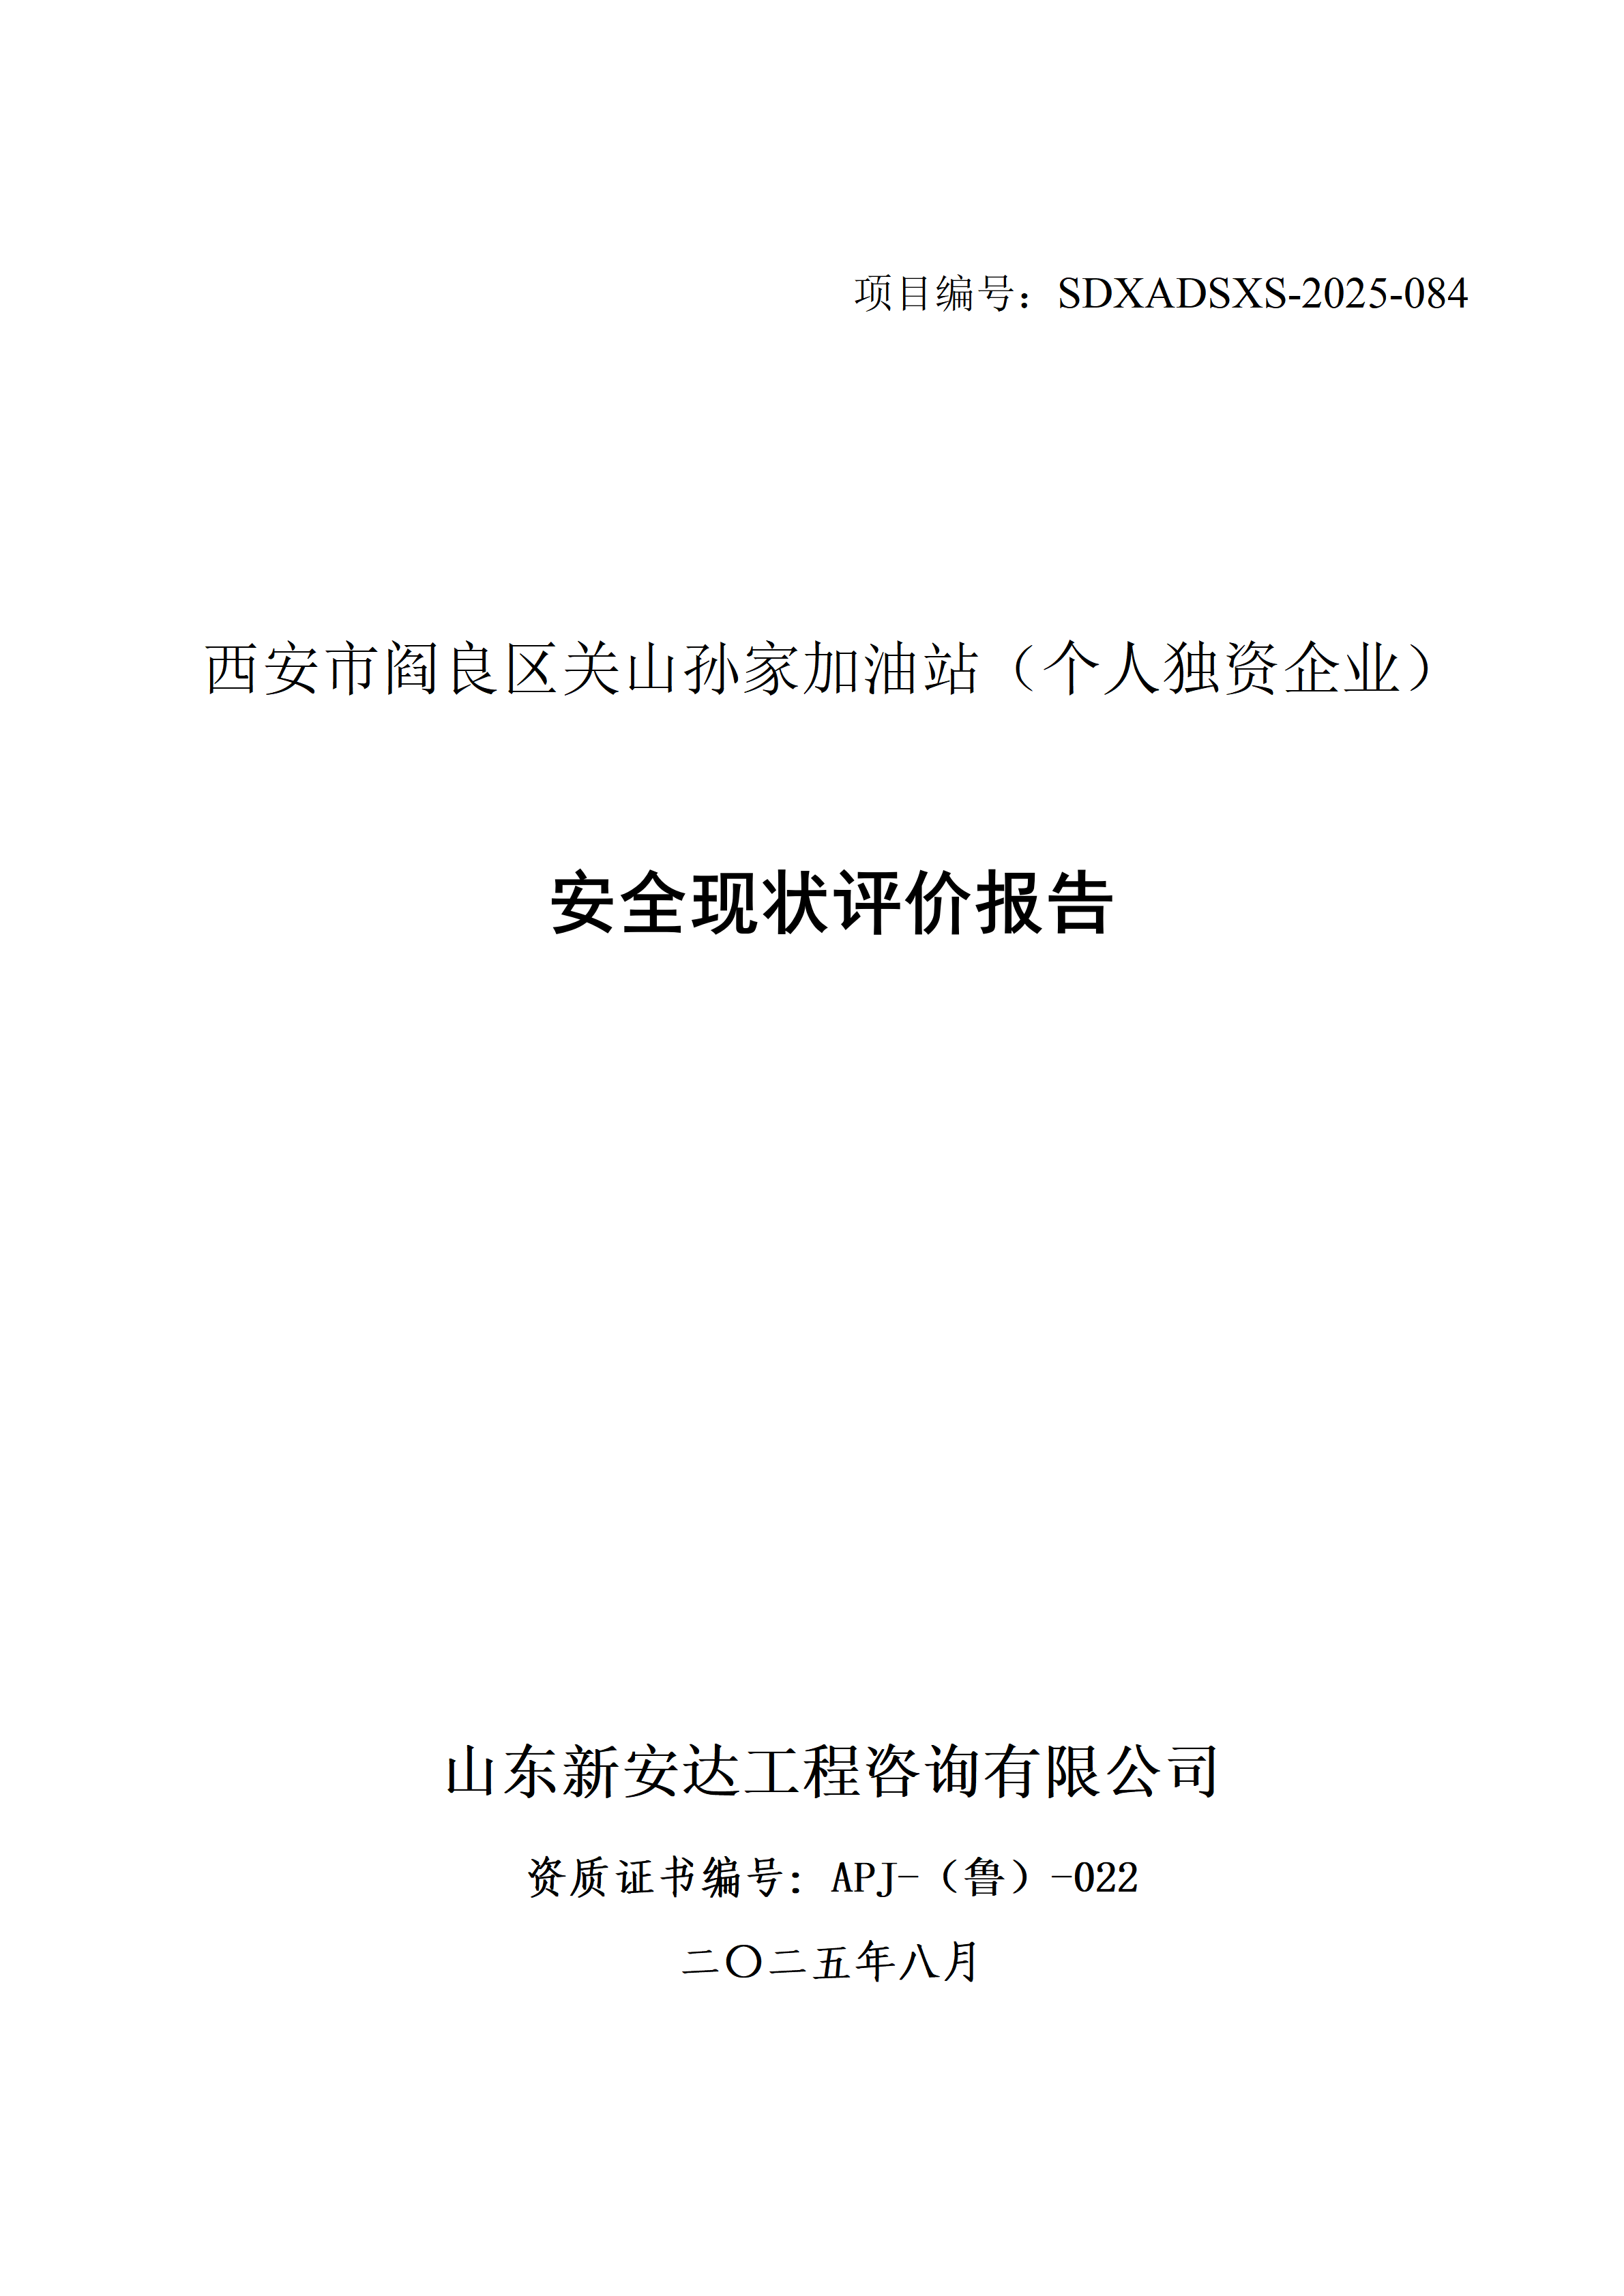 项目编号：SDXADSXS-2025-084
西安市阎良区关山孙家加油站（个人独资企业）
安全现状评价报告
山东新安达工程咨询有限公司
资质证书编号：APJ-（鲁）-022
二〇二五年八月